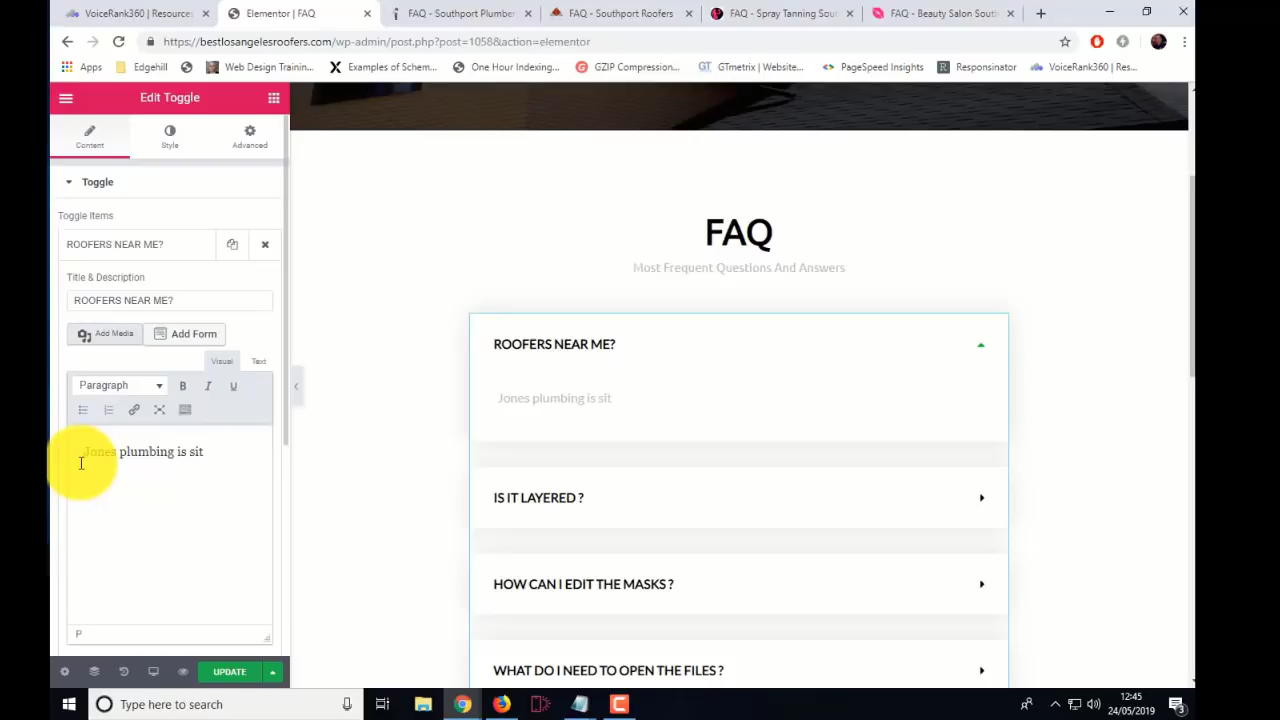 VoiceRank360 | Resources
Elementor | FAQ
FAQ - Southport Plumber
FAQ - Southport Roofers
FAQ - Spray Tanning Sout
FAQ - Beauty Salon South
https://bestlosangelesroofers.com/wp-admin/post.php?post=1058&action=elementor
Apps
Edgehill
Web Design Trainin...
Examples of Schem...
One Hour Indexing...
GZIP Compression...
GTmetrix | Website...
PageSpeed Insights
Responsinator
VoiceRank360 | Res...
Edit Toggle
Content
Style
Advanced
Toggle
Toggle Items
ROOFERS NEAR ME?
Title & Description
ROOFERS NEAR ME?
Add Media
Add Form
Visual
Text
Paragraph
B
I
U
Jones plumbing is sit
P
UPDATE
FAQ
Most Frequent Questions And Answers
ROOFERS NEAR ME?
Jones plumbing is sit
IS IT LAYERED ?
HOW CAN I EDIT THE MASKS ?
WHAT DO I NEED TO OPEN THE FILES ?
Type here to search
12:45
24/05/2019
3